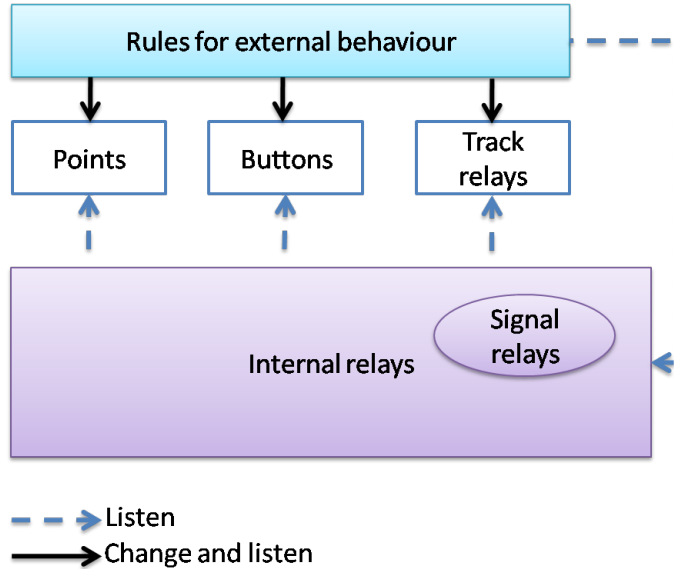 Rules for external behaviour
Points
Buttons
Track
relays
Signal
relays
Internal relays
Listen
Change and listen